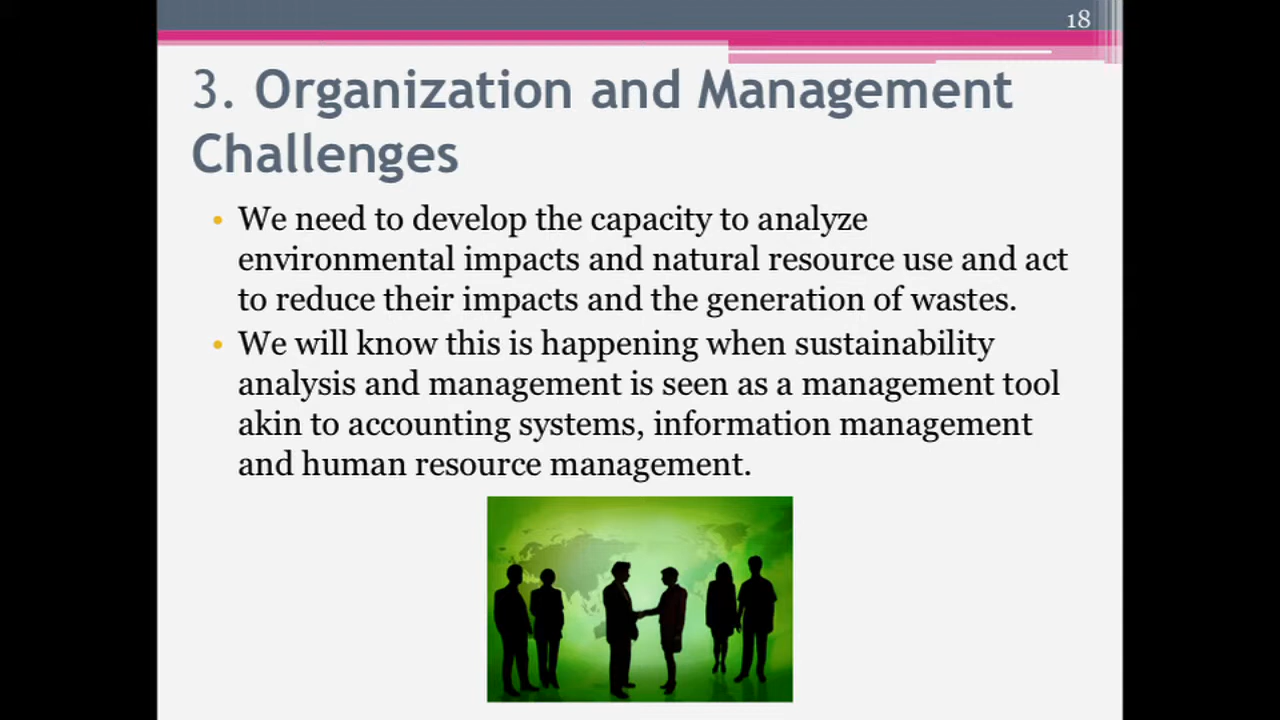 18
3. Organization and Management
Challenges
• We need to develop the capacity to analyze
environmental impacts and natural resource use and act
to reduce their impacts and the generation of wastes.
• We will know this is happening when sustainability
analysis and management is seen as a management tool
akin to accounting systems, information management
and human resource management.